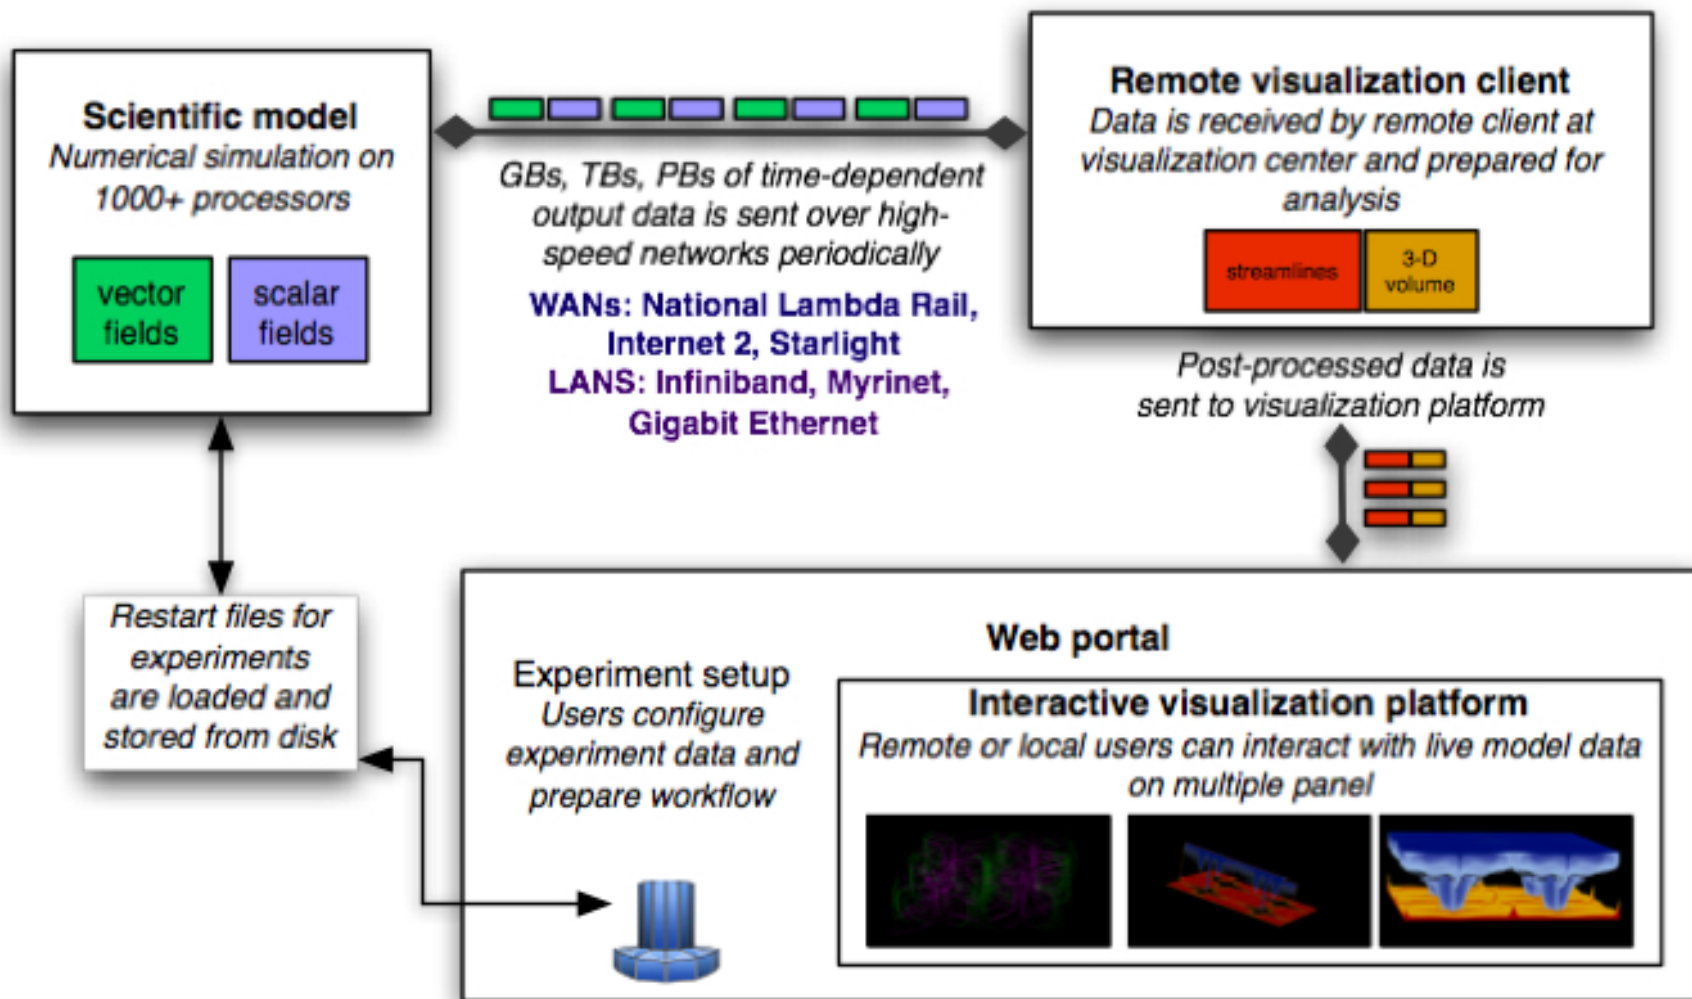 Scientific model
Numerical simulation on
1000+ processors
vector
fields
scalar
fields
GBs, TBs, PBs of time-dependent
output data is sent over high-
speed networks periodically
WANs: National Lambda Rail,
Internet 2, Starlight
LANS: Infiniband, Myrinet,
Gigabit Ethernet
Remote visualization client
Data is received by remote client at
visualization center and prepared for
analysis
streamlines
3-D
volume
Post-processed data is
sent to visualization platform
Restart files for
experiments
are loaded and
stored from disk
Web portal
Experiment setup
Users configure
experiment data and
prepare workflow
Interactive visualization platform
Remote or local users can interact with live model data
on multiple panel